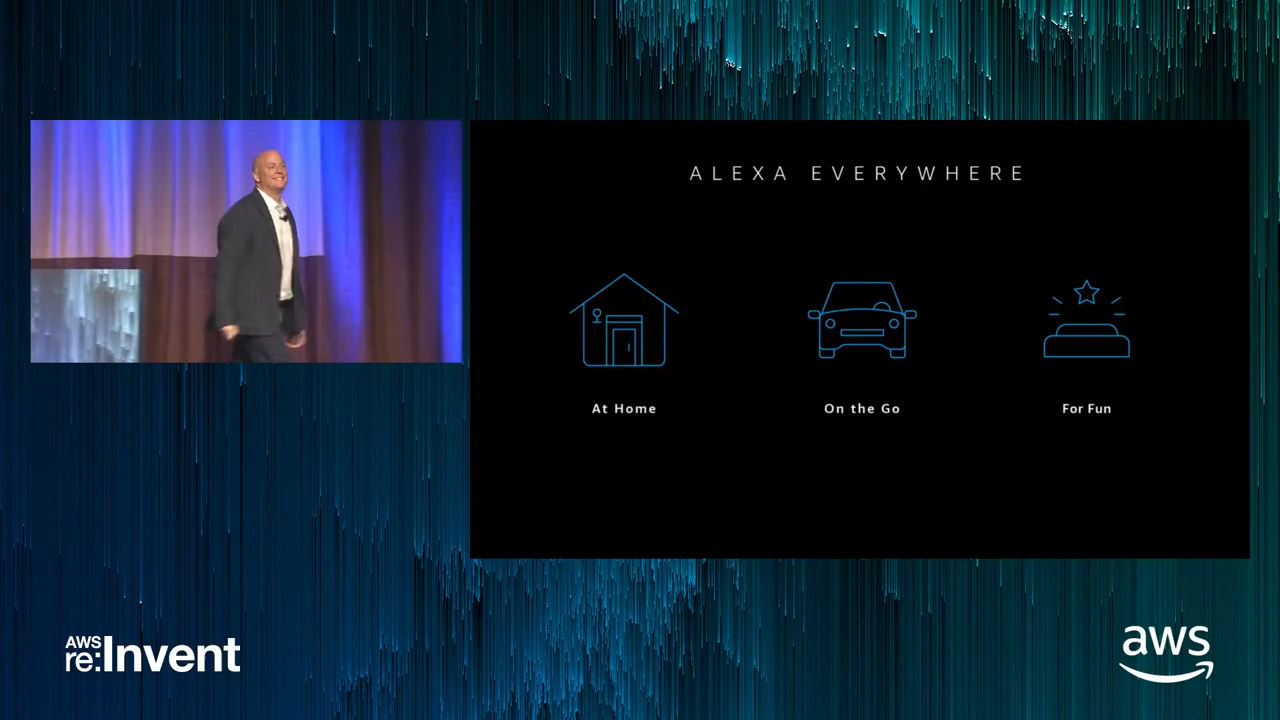 ALEXA EVERYWHERE
At Home
On the Go
For Fun
AWS
re:Invent
aws